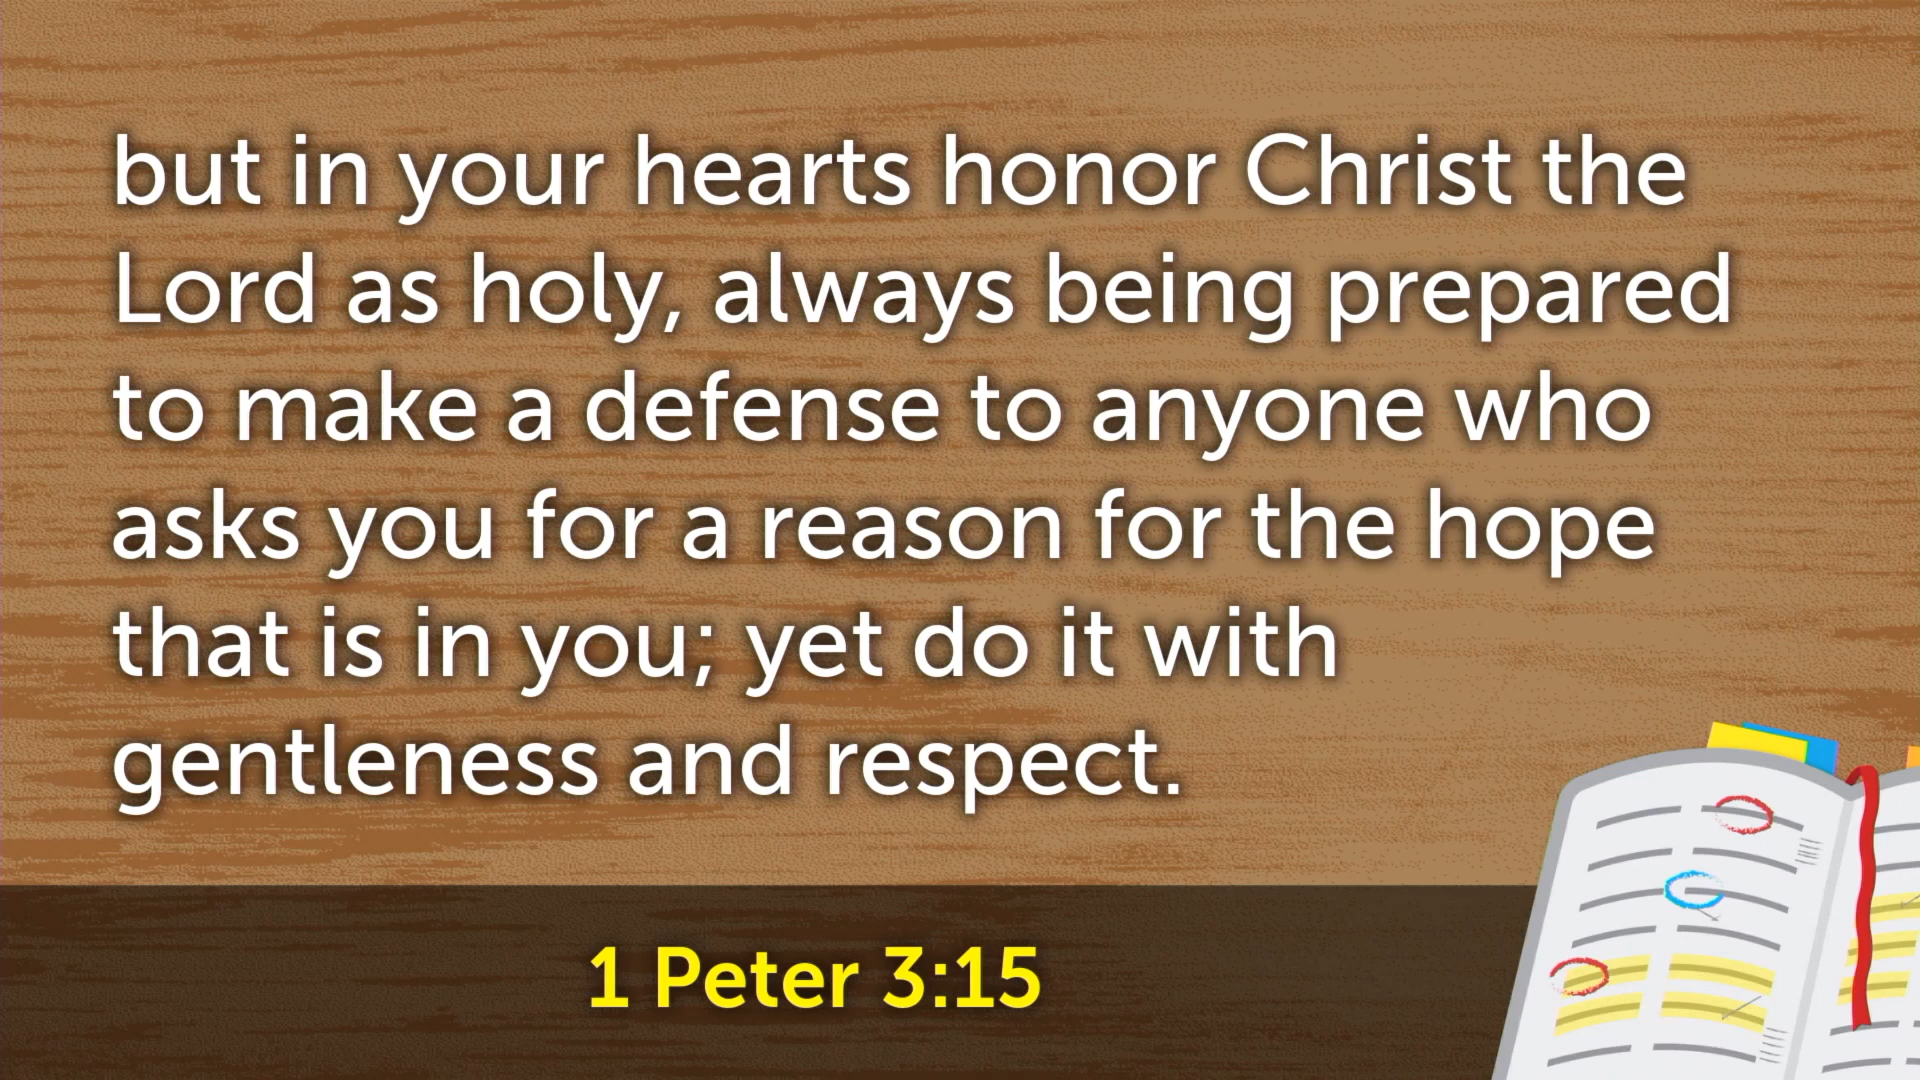 but in your hearts honor Christ the
Lord as holy, always being prepared
to make a defense to anyone who
asks you for a reason for the hope
that is in you; yet do it with
gentleness and respect.
1 Peter 3:15